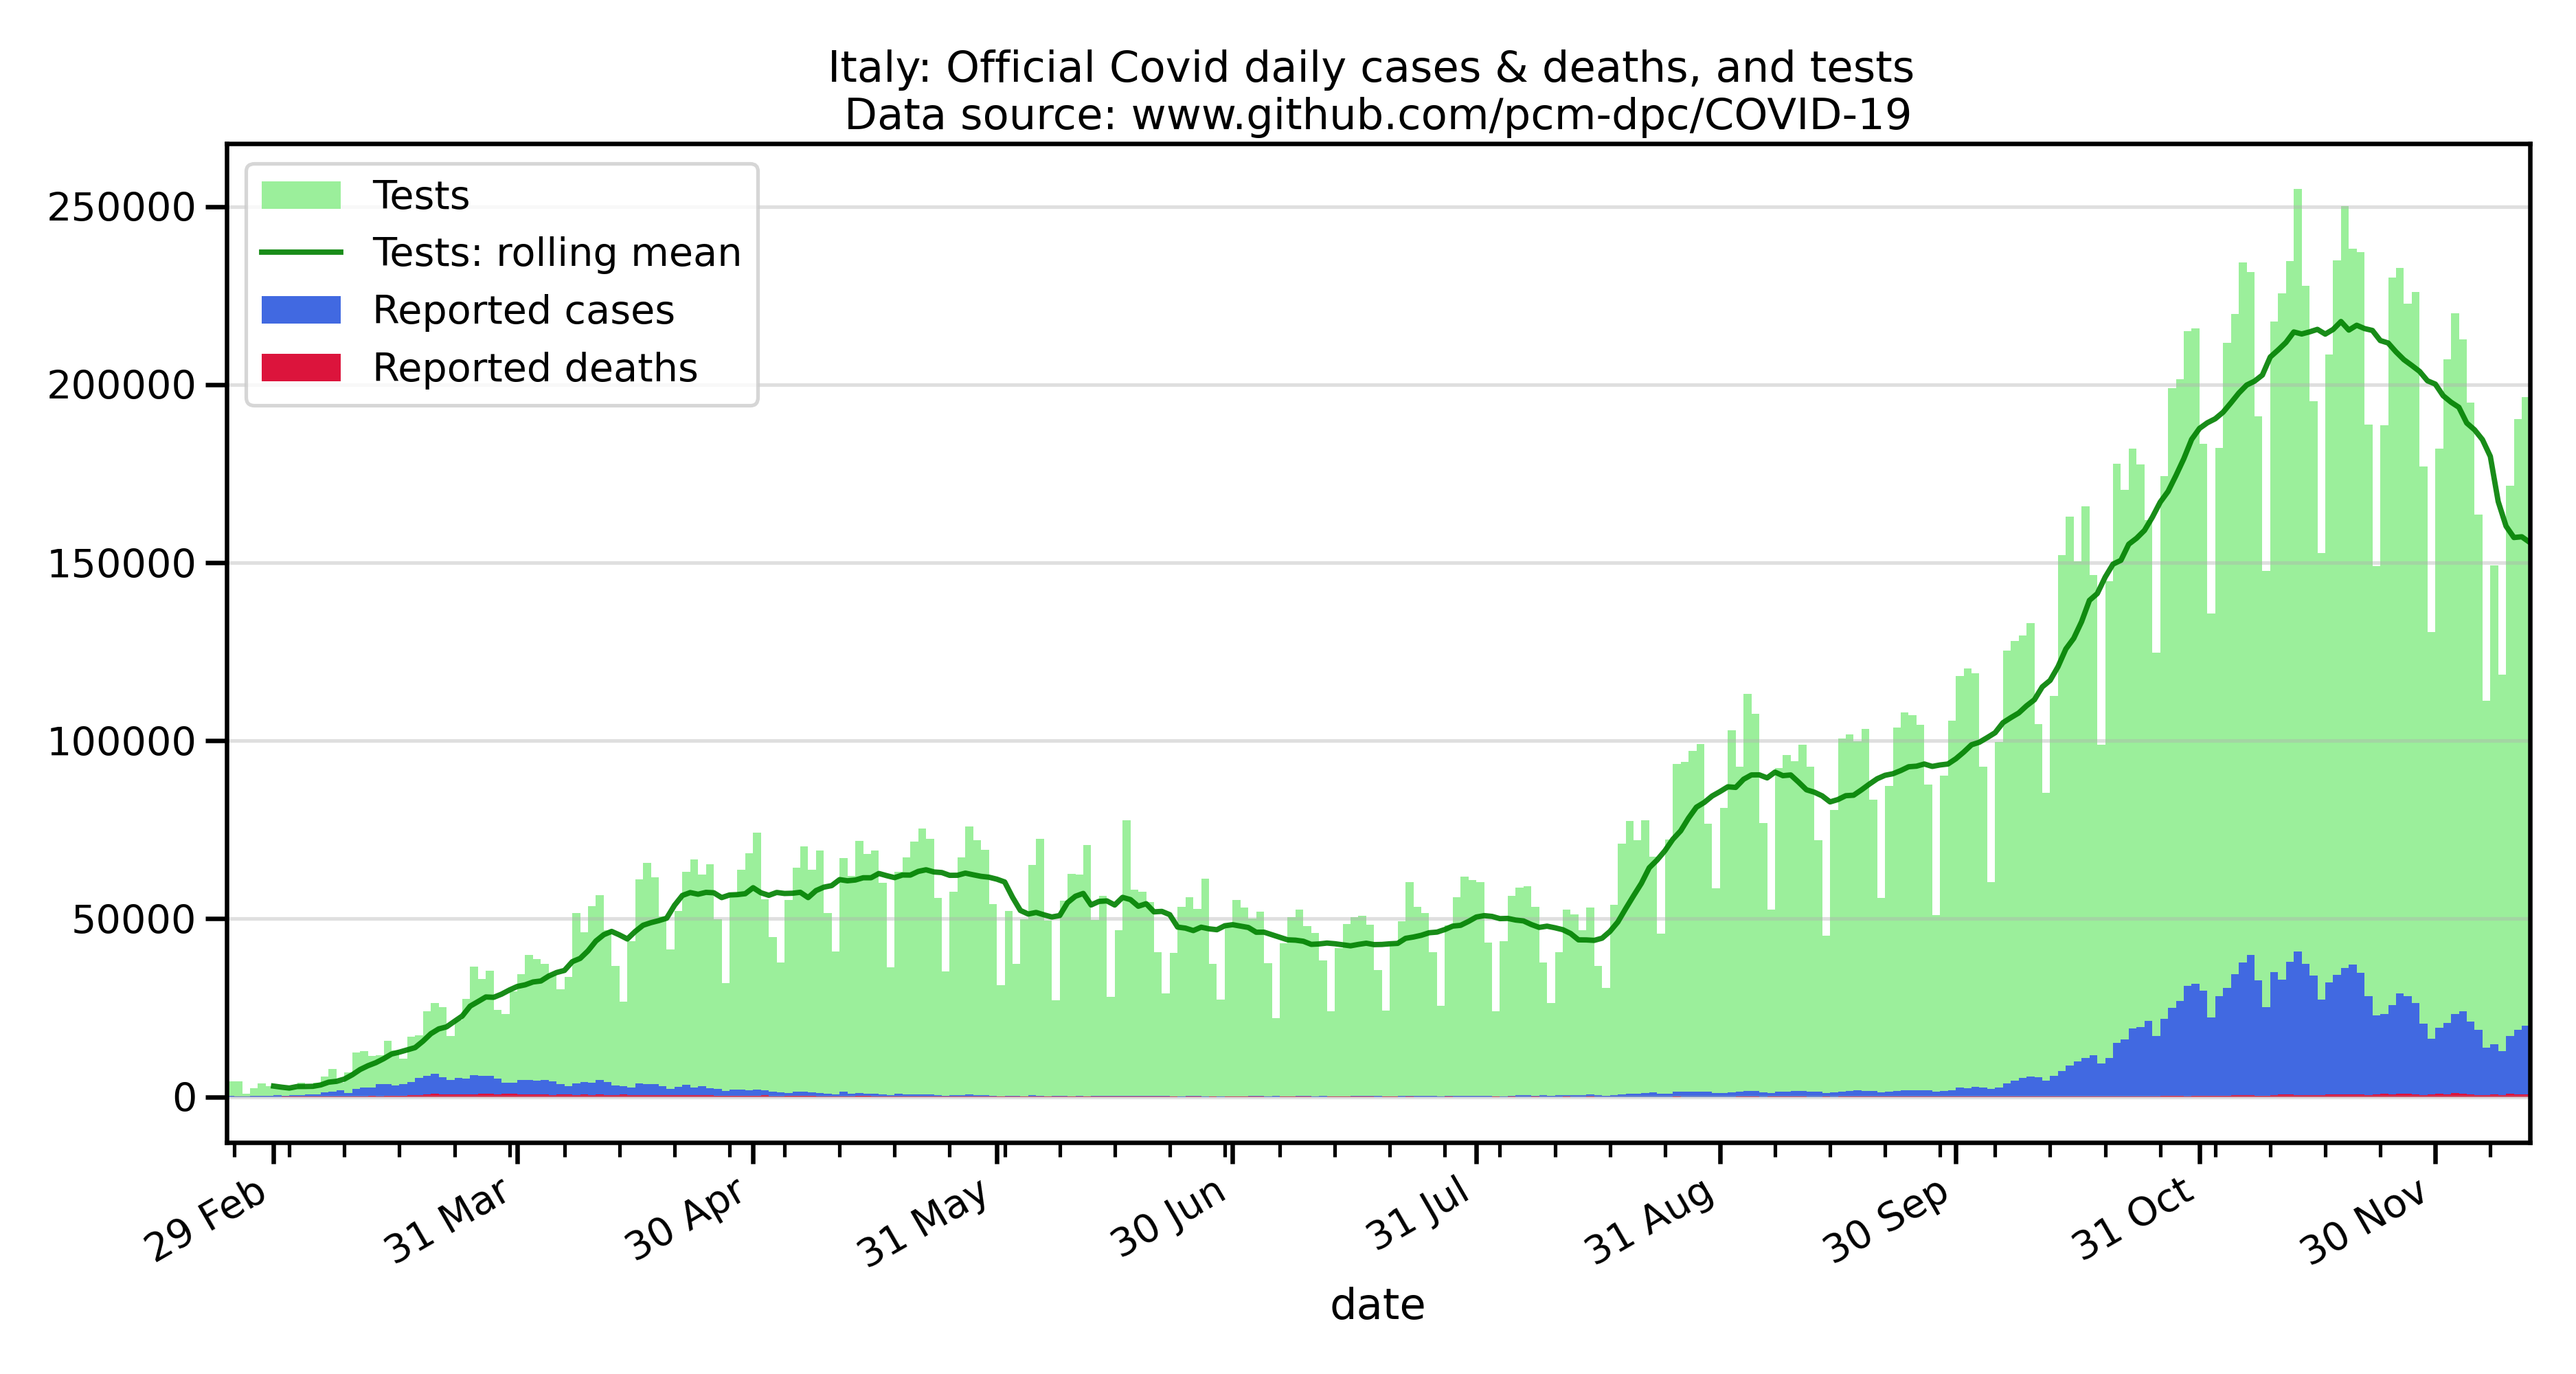 Italy: Official Covid daily cases & deaths, and tests
Data source: www.github.com/pcm-dpc/COVID-19
Tests
Tests: rolling mean
Reported cases
Reported deaths
250000
200000
150000
100000
50000
0
29 Feb
31 Mar
30 Apr
31 May
30 Jun
31 Jul
31 Aug
30 Sep
31 Oct
30 Nov
date